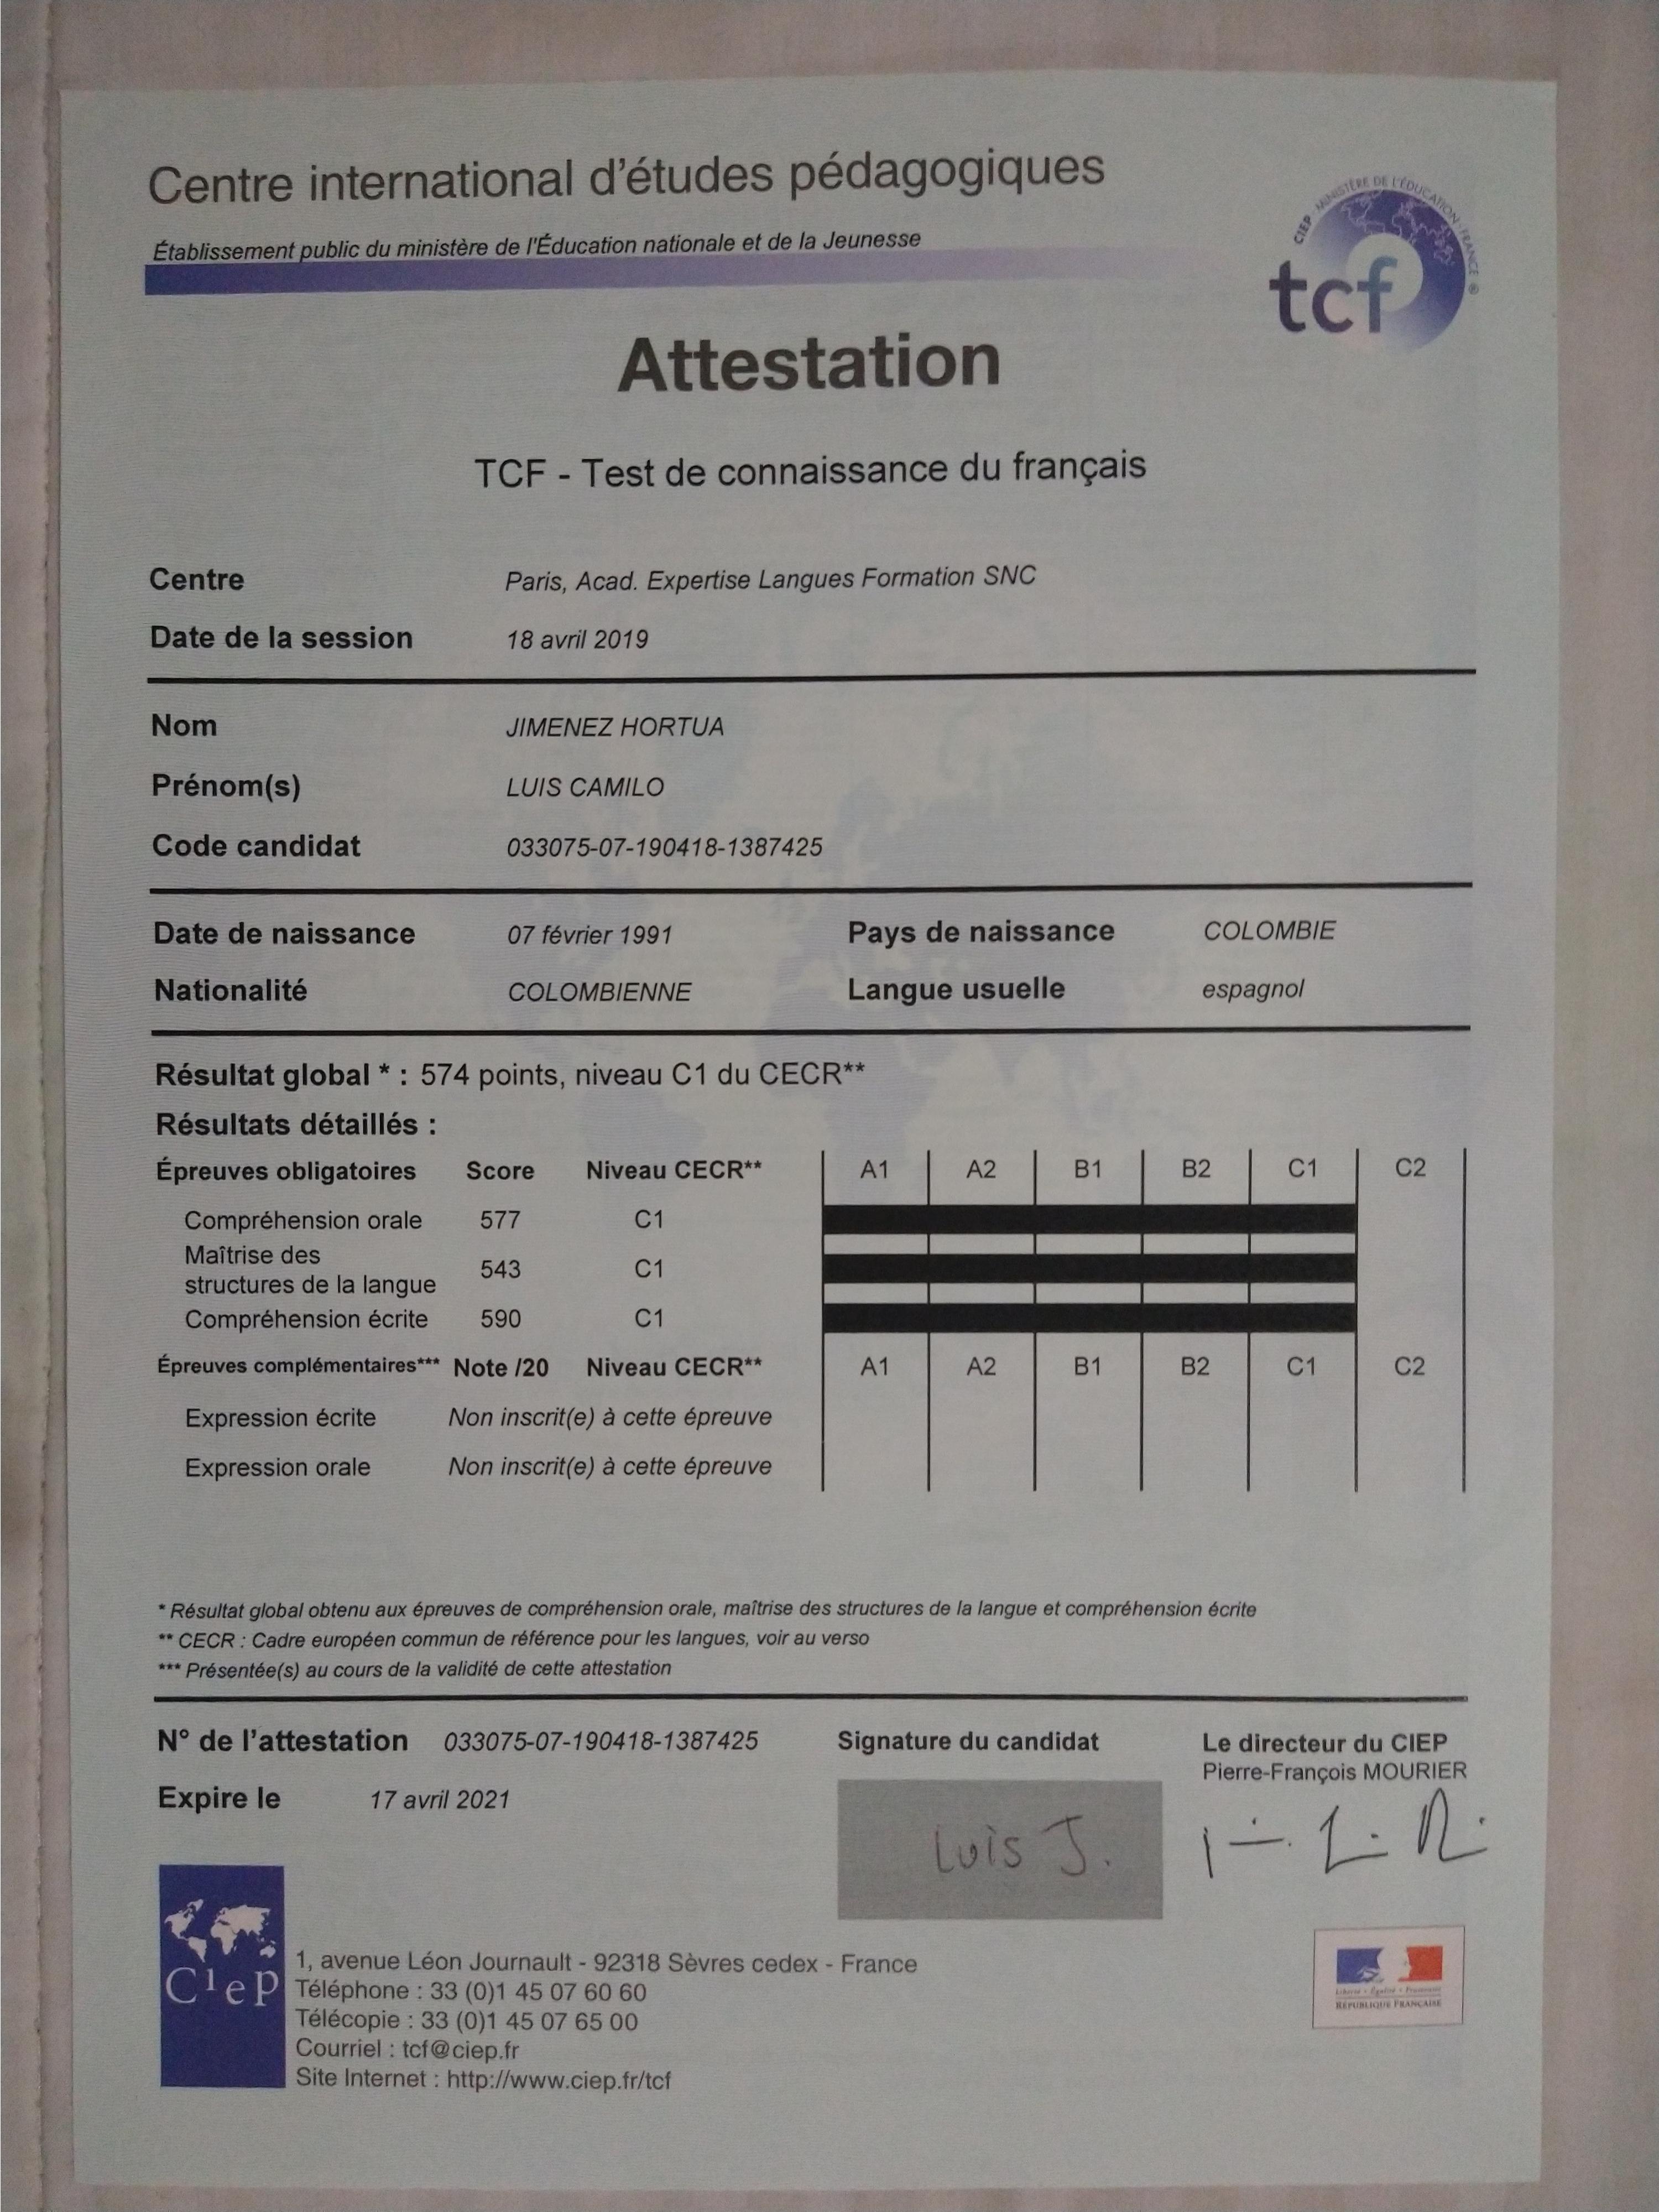 Centre international d'études pédagogiques
Établissement public du ministère de l'Éducation nationale et de la Jeunesse
CIEP - MINISTÈRE DE L'ÉDUCATION - FRANCE ®
tcf
Attestation
TCF - Test de connaissance du français
Centre Paris, Acad. Expertise Langues Formation SNC
Date de la session 18 avril 2019
Nom JIMENEZ HORTUA
Prénom(s) LUIS CAMILO
Code candidat 033075-07-190418-1387425
Date de naissance 07 février 1991 Pays de naissance COLOMBIE
Nationalité COLOMBIENNE Langue usuelle espagnol
Résultat global * : 574 points, niveau C1 du CECR**
Résultats détaillés :
Épreuves obligatoires Score Niveau CECR** A1 A2 B1 B2 C1 C2
Compréhension orale 577 C1
Maîtrise des
structures de la langue 543 C1
Compréhension écrite 590 C1
Épreuves complémentaires*** Note /20 Niveau CECR** A1 A2 B1 B2 C1 C2
Expression écrite Non inscrit(e) à cette épreuve
Expression orale Non inscrit(e) à cette épreuve
* Résultat global obtenu aux épreuves de compréhension orale, maîtrise des structures de la langue et compréhension écrite
** CECR : Cadre européen commun de référence pour les langues, voir au verso
*** Présentée(s) au cours de la validité de cette attestation
N° de l'attestation 033075-07-190418-1387425 Signature du candidat Le directeur du CIEP
Pierre-François MOURIER
Expire le 17 avril 2021
Luis J.
Ciep
1, avenue Léon Journault - 92318 Sèvres cedex - France
Téléphone : 33 (0)1 45 07 60 60
Télécopie : 33 (0)1 45 07 65 00
Courriel : tcf@ciep.fr
Site Internet : http://www.ciep.fr/tcf
Liberté • Égalité • Fraternité
RÉPUBLIQUE FRANÇAISE